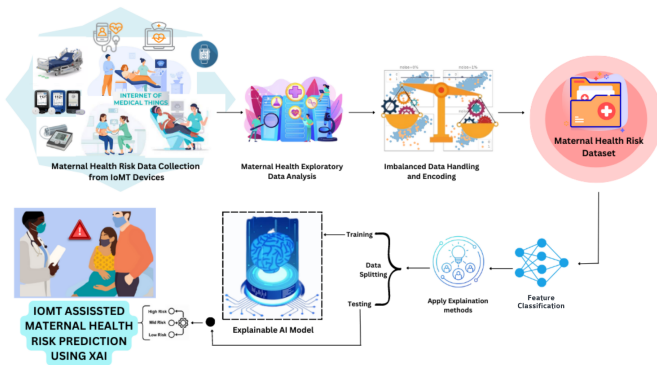 INTERNET OF
MEDICAL THINGS
Maternal Health Risk Data Collection
from IoMT Devices
Maternal Health Exploratory
Data Analysis
Imbalanced Data Handling
and Encoding
Maternal Health Risk
Dataset
Feature
Classification
Apply Explaination
methods
Training
Data
Splitting
Testing
Explainable AI Model
High Risk
Mid Risk
Low Risk
IOMT ASSISSTED
MATERNAL HEALTH
RISK PREDICTION
USING XAI